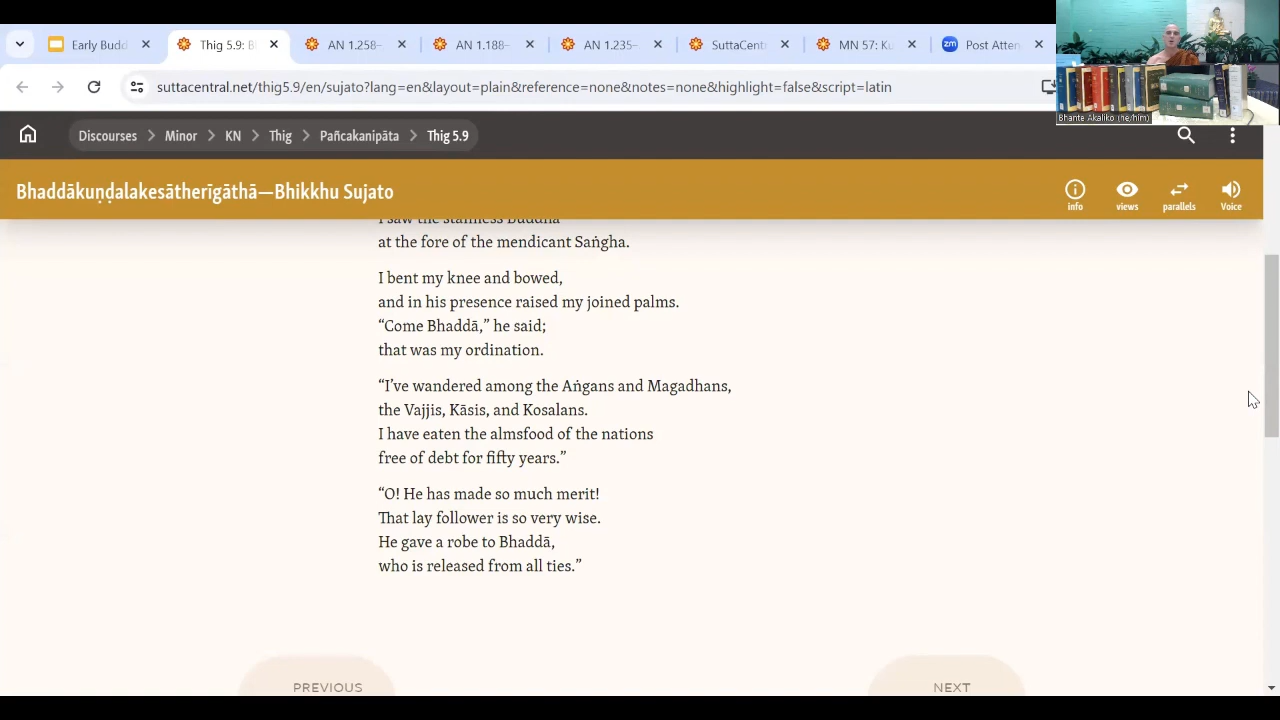 Early Budd
Thig 5.9: B
AN 1.258–
AN 1.188–
AN 1.235–
SuttaCent
MN 57: Ku
zm Post Atten
suttacentral.net/thig5.9/en/sujato?lang=en&layout=plain&reference=none&notes=none&highlight=false&script=latin
Bhante Akaliko (he/him)
Discourses Minor KN Thig Pañcakanipāta Thig 5.9
Bhaddākuṇḍalakesātherīgāthā—Bhikkhu Sujato
info views parallels Voice
I saw the stainless Buddha
at the fore of the mendicant Saṅgha.
I bent my knee and bowed,
and in his presence raised my joined palms.
“Come Bhaddā,” he said;
that was my ordination.
“I’ve wandered among the Aṅgans and Magadhans,
the Vajjis, Kāsis, and Kosalans.
I have eaten the almsfood of the nations
free of debt for fifty years.”
“O! He has made so much merit!
That lay follower is so very wise.
He gave a robe to Bhaddā,
who is released from all ties.”
PREVIOUS NEXT